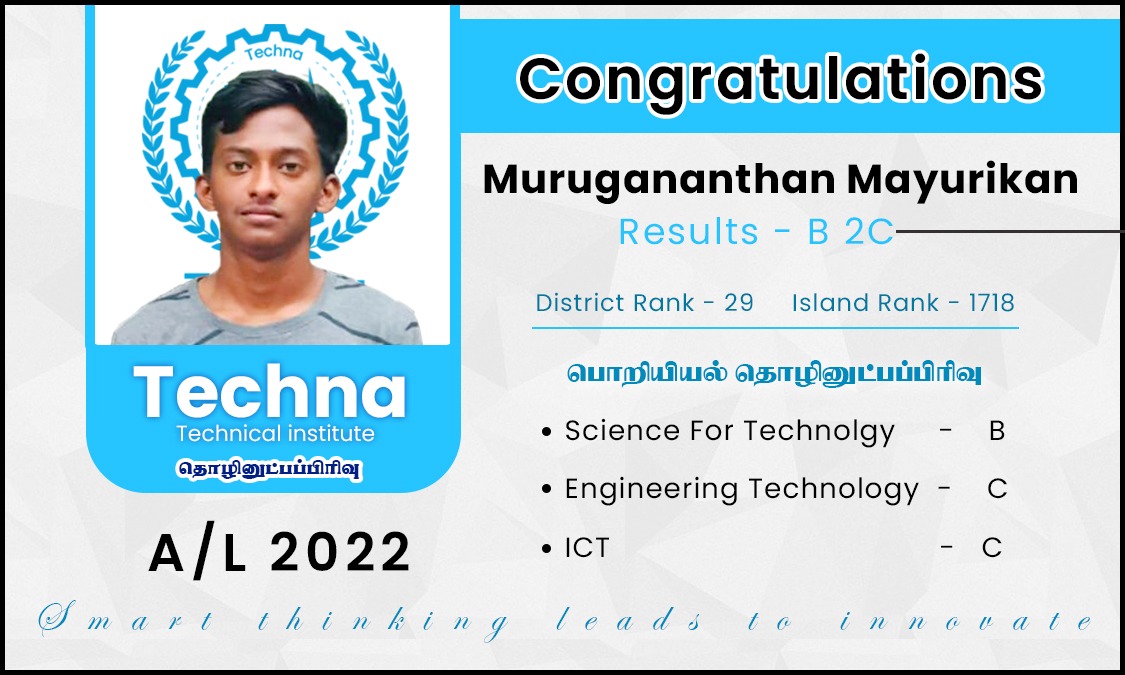 Techna
Congratulations
Murugananthan Mayurikan
Results - B 2C
District Rank - 29 Island Rank - 1718
பொறியியல் தொழினுட்பப்பிரிவு
• Science For Technolgy - B
• Engineering Technology - C
• ICT - C
Techna
Technical institute
தொழினுட்பப்பிரிவு
A/L 2022
Smart thinking leads to innovate